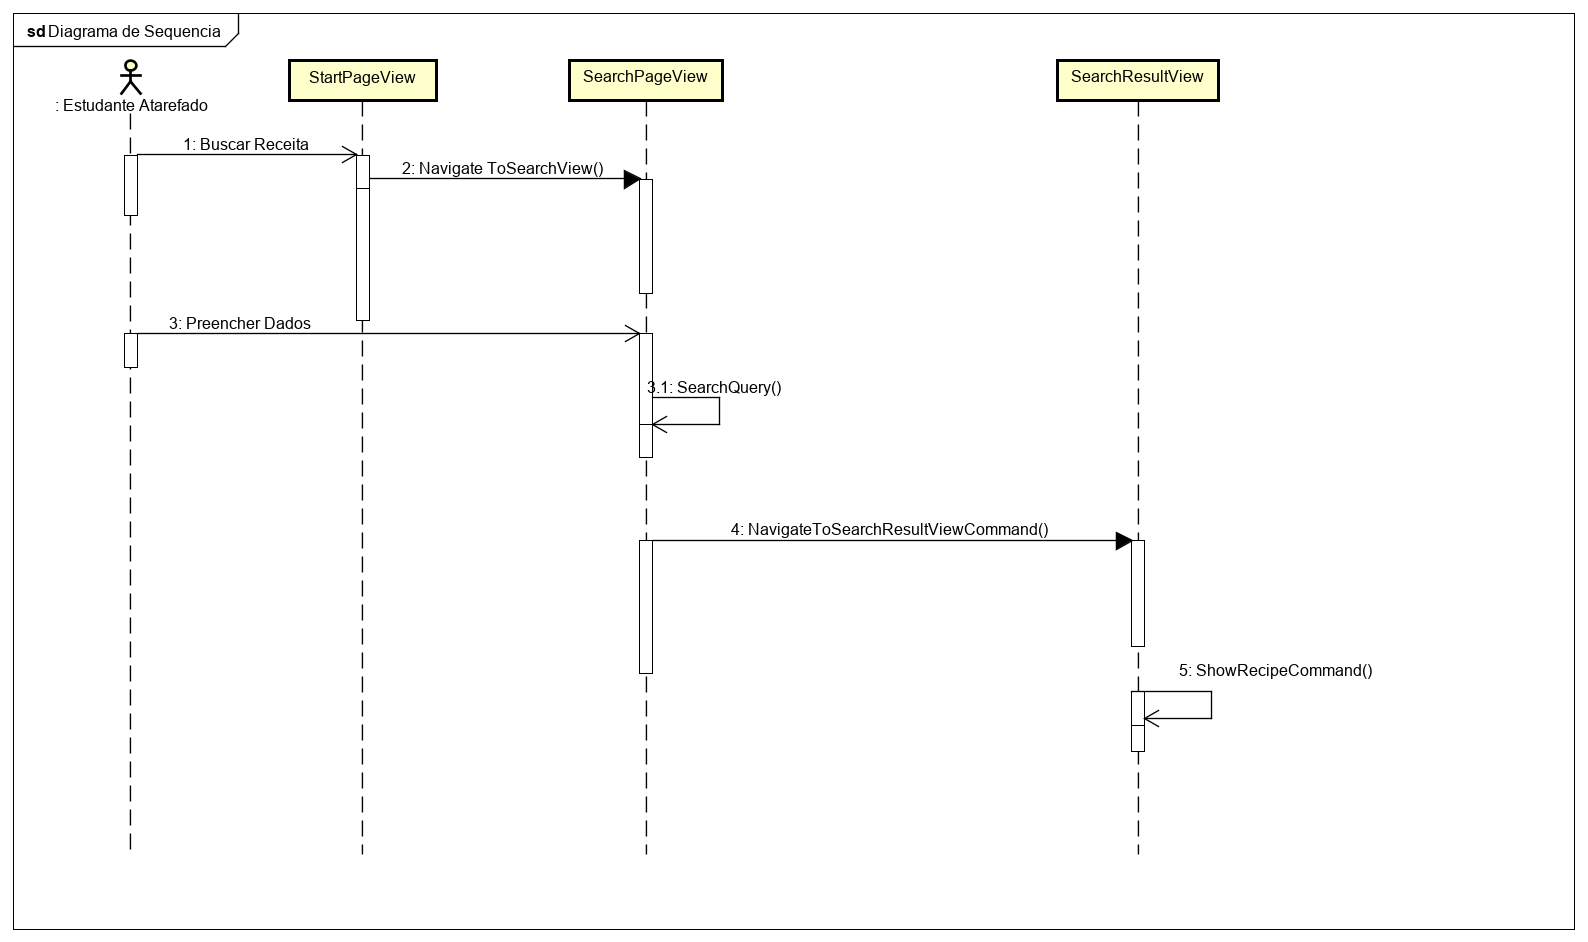 sd Diagrama de Sequencia
: Estudante Atarefado
StartPageView
SearchPageView
SearchResultView
1: Buscar Receita
2: Navigate ToSearchView()
3: Preencher Dados
3.1: SearchQuery()
4: NavigateToSearchResultViewCommand()
5: ShowRecipeCommand()